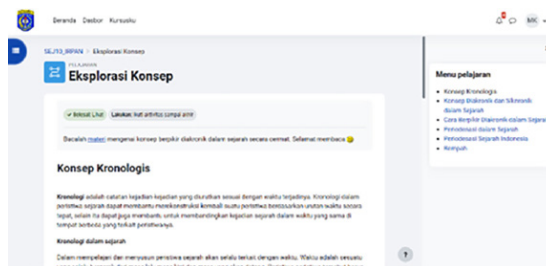 Beranda Dasbor Kursusku
MK
SEJ10_IRPAN > Eksplorasi Konsep
PELAJARAN
Eksplorasi Konsep
Selesai: Lihat Lakukan: lihat aktivitas sampai akhir
Bacalah materi mengenai konsep berpikir diakronik dalam sejarah secara cermat. Selamat membaca
Konsep Kronologis
Kronologi adalah catatan kejadian-kejadian yang diurutkan sesuai dengan waktu terjadinya. Kronologi dalam
peristiwa sejarah dapat membantu merekonstruksi kembali suatu peristiwa berdasarkan urutan waktu secara
tepat, selain itu dapat juga membantu untuk membandingkan kejadian sejarah dalam waktu yang sama di
tempat berbeda yang terkait peristiwanya.
Kronologi dalam sejarah
Dalam mempelajari dan menyusun peristiwa sejarah akan selalu terkait dengan waktu. Waktu adalah sesuatu
Menu pelajaran
Konsep Kronologis
Konsep Diakronik dan Sinkronik
dalam Sejarah
Cara Berpikir Diakronik dalam Sejarah
Periodesasi dalam Sejarah
Periodesasi Sejarah Indonesia
?